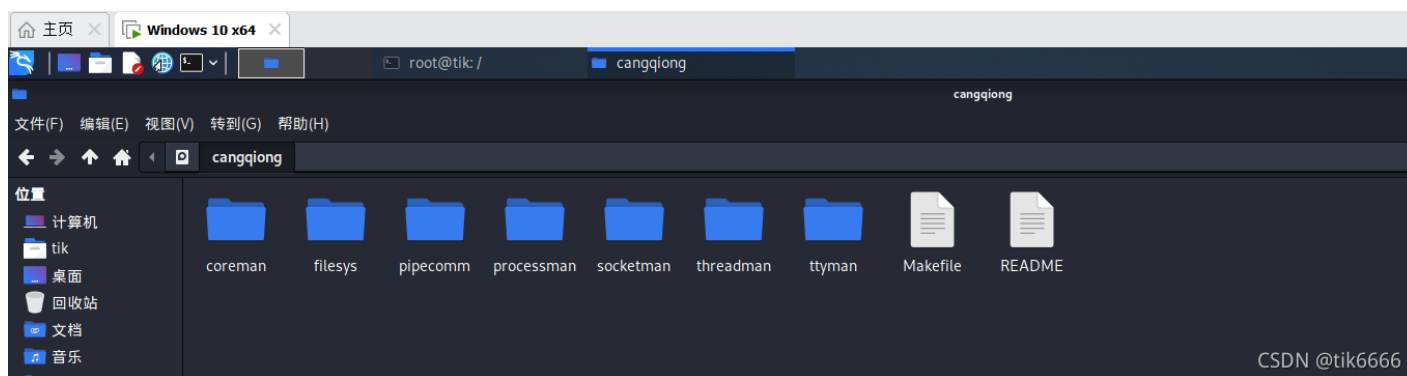 主页 Windows 10 x64
root@tik: / cangqiong
cangqiong
文件(F) 编辑(E) 视图(V) 转到(G) 帮助(H)
cangqiong
位置
计算机
tik
桌面
回收站
文档
音乐
coreman filesys pipecomm processman socketman threadman ttyman Makefile README
CSDN @tik6666